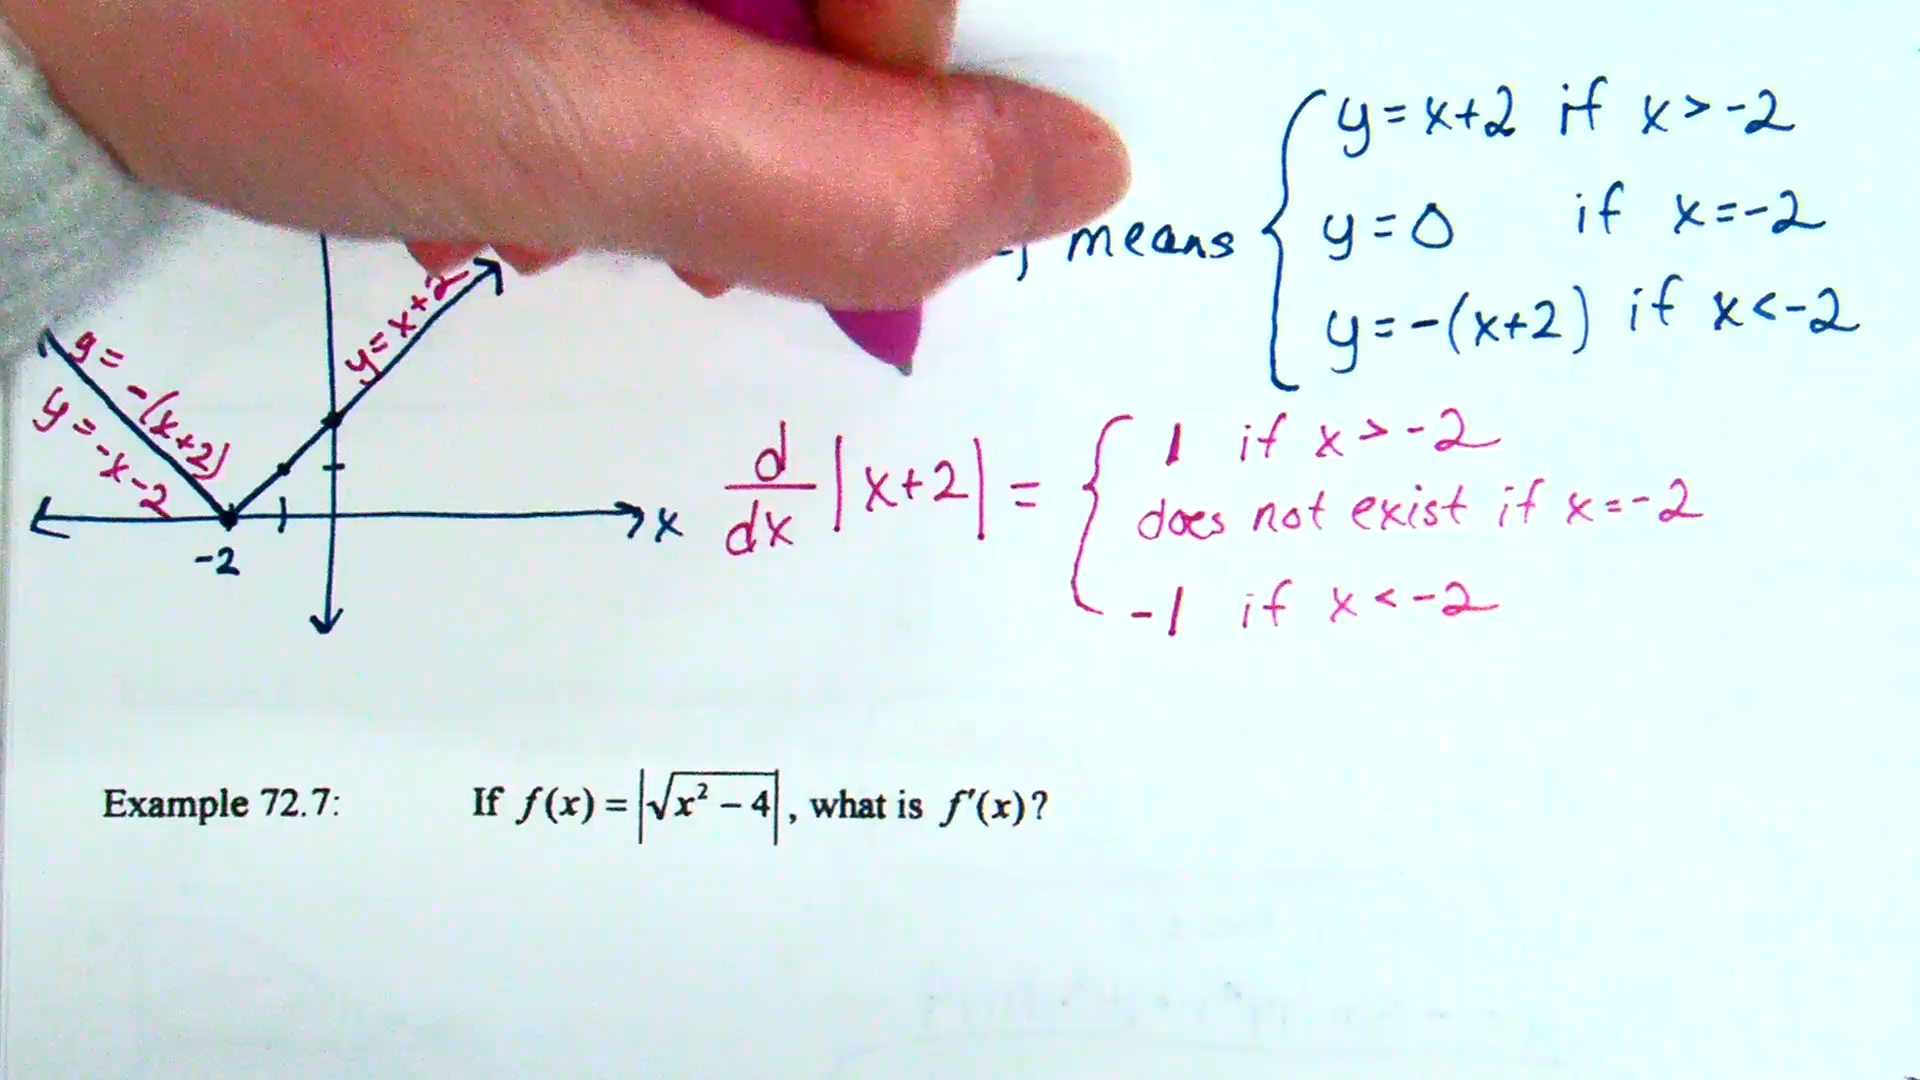 means
y = x+2 if x > -2
y = 0 if x = -2
y = -(x+2) if x < -2
y = x+2
y = -(x+2)
y = -x-2
-2
x
d/dx |x+2| =
1 if x > -2
does not exist if x = -2
-1 if x < -2
Example 72.7: If f(x) = |√(x² - 4)|, what is f′(x)?